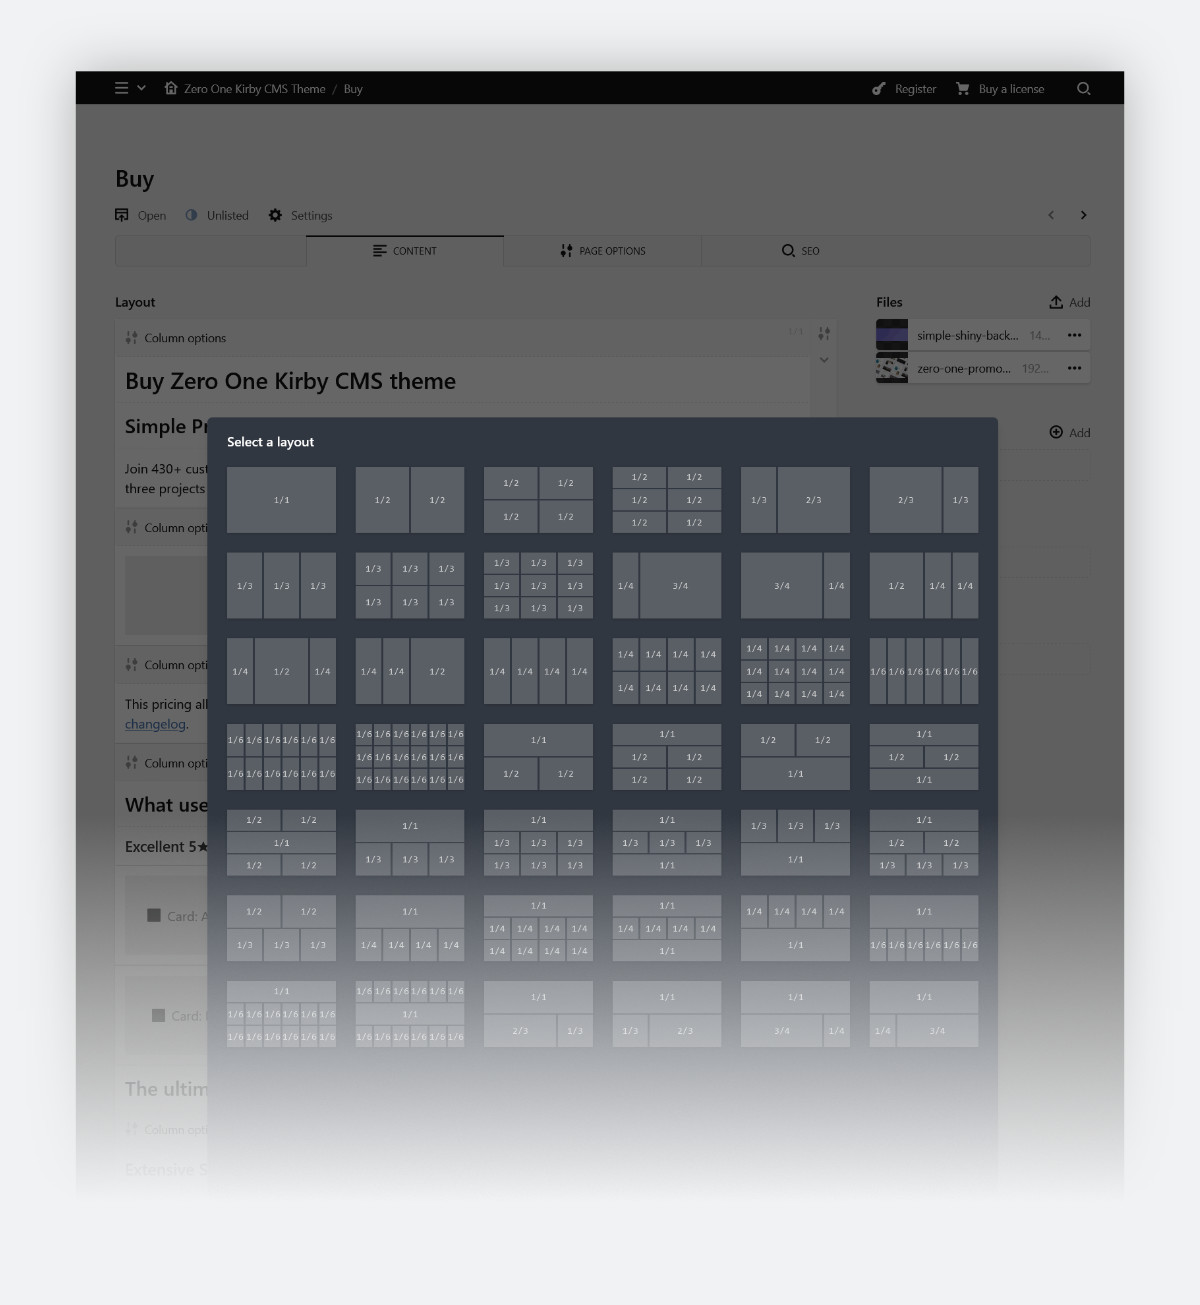 Zero One Kirby CMS Theme / Buy
Register
Buy a license
Buy
Open
Unlisted
Settings
CONTENT
PAGE OPTIONS
SEO
Layout
Files
Add
Column options
1/1
simple-shiny-back... 14...
zero-one-promo... 192...
Buy Zero One Kirby CMS theme
Simple Pr
Add
Join 430+ cust
three projects
Column opti
Column opti
This pricing all
changelog.
Column opti
What use
Excellent 5★
Card: A
Card:
The ultim
Column opti
Extensive S
Select a layout
1/1
1/2 1/2
1/2 1/2
1/2 1/2
1/2 1/2
1/2 1/2
1/2 1/2
1/3 2/3
2/3 1/3
1/3 1/3 1/3
1/3 1/3 1/3
1/3 1/3 1/3
1/3 1/3 1/3
1/3 1/3 1/3
1/3 1/3 1/3
1/4 3/4
3/4 1/4
1/2 1/4 1/4
1/4 1/2 1/4
1/4 1/4 1/2
1/4 1/4 1/4 1/4
1/4 1/4 1/4 1/4
1/4 1/4 1/4 1/4
1/4 1/4 1/4 1/4
1/4 1/4 1/4 1/4
1/4 1/4 1/4 1/4
1/6 1/6 1/6 1/6 1/6 1/6
1/6 1/6 1/6 1/6 1/6 1/6
1/6 1/6 1/6 1/6 1/6 1/6
1/6 1/6 1/6 1/6 1/6 1/6
1/6 1/6 1/6 1/6 1/6 1/6
1/6 1/6 1/6 1/6 1/6 1/6
1/1
1/2 1/2
1/1
1/2 1/2
1/2 1/2
1/2 1/2
1/1
1/1
1/2 1/2
1/1
1/2 1/2
1/1
1/2 1/2
1/1
1/3 1/3 1/3
1/1
1/3 1/3 1/3
1/3 1/3 1/3
1/1
1/3 1/3 1/3
1/1
1/3 1/3 1/3
1/1
1/1
1/2 1/2
1/3 1/3 1/3
1/2 1/2
1/3 1/3 1/3
1/1
1/4 1/4 1/4 1/4
1/1
1/4 1/4 1/4 1/4
1/4 1/4 1/4 1/4
1/1
1/4 1/4 1/4 1/4
1/1
1/4 1/4 1/4 1/4
1/1
1/1
1/6 1/6 1/6 1/6 1/6 1/6
1/1
1/6 1/6 1/6 1/6 1/6 1/6
1/6 1/6 1/6 1/6 1/6 1/6
1/6 1/6 1/6 1/6 1/6 1/6
1/1
1/6 1/6 1/6 1/6 1/6 1/6
1/1
2/3 1/3
1/1
1/3 2/3
1/1
3/4 1/4
1/1
1/4 3/4